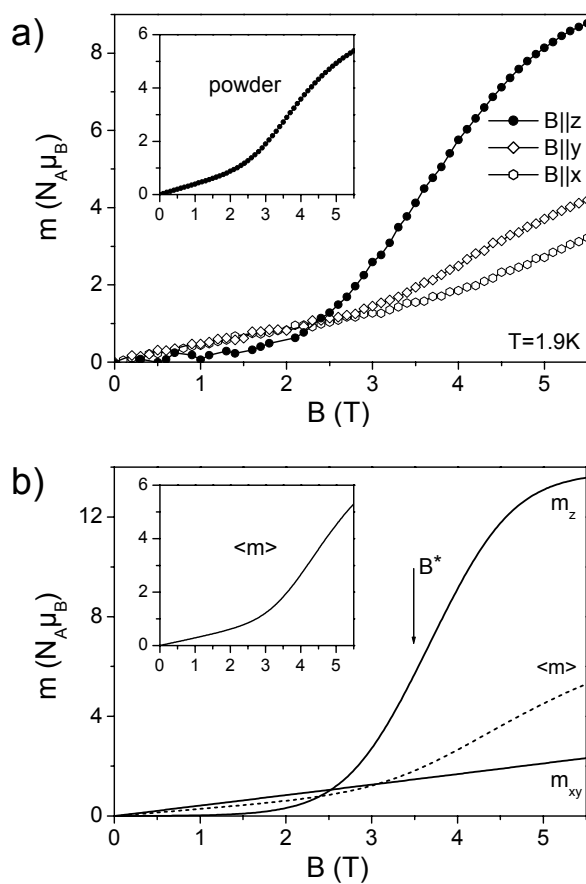 a)
8
6
4
2
0
m (N_Aμ_B)
6
4
2
0
powder
0 1 2 3 4 5
B||z
B||y
B||x
T=1.9K
0 1 2 3 4 5
B (T)
b)
12
8
4
0
m (N_Aμ_B)
6
4
2
0
<m>
0 1 2 3 4 5
m_z
B*
<m>
m_xy
0 1 2 3 4 5
B (T)